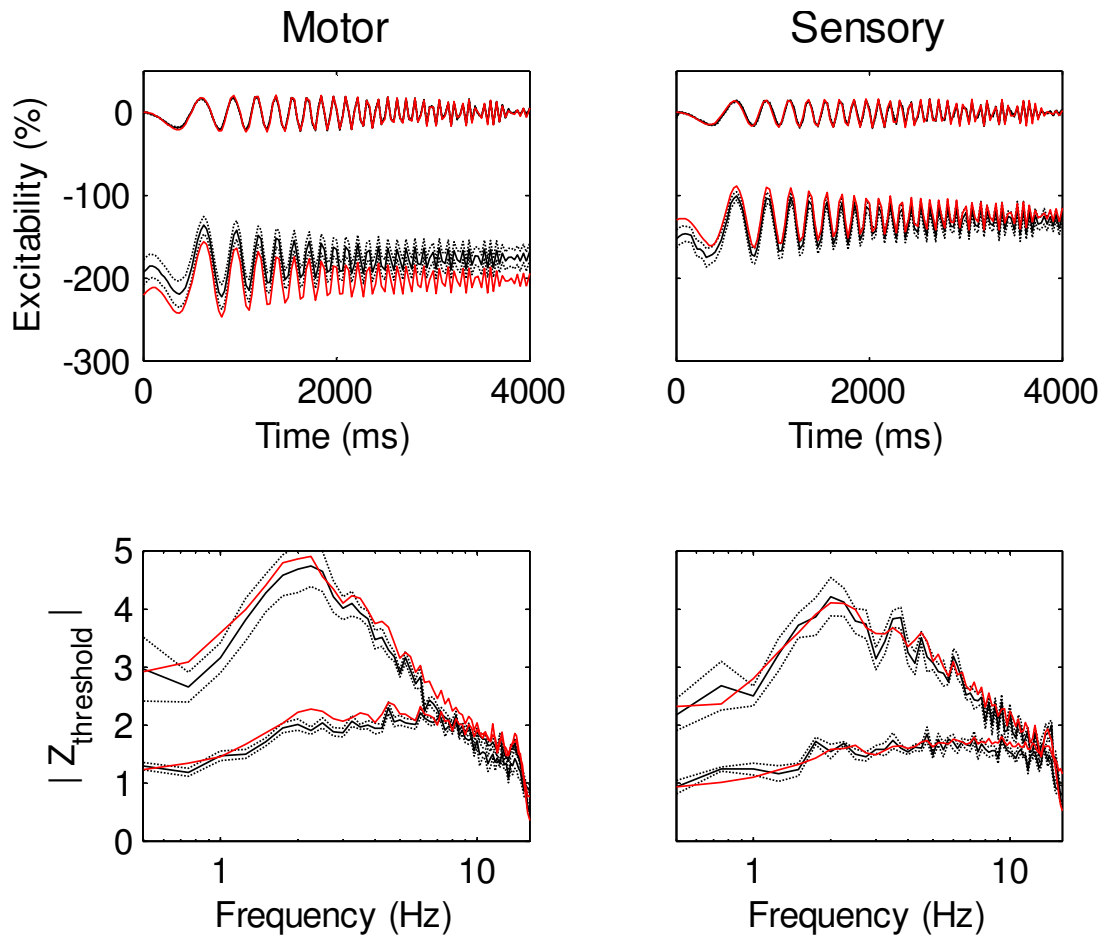 Motor
Sensory
Excitability (%)
0
-100
-200
-300
0
2000
4000
Time (ms)
0
2000
4000
Time (ms)
| Z_threshold |
5
4
3
2
1
0
1
10
Frequency (Hz)
1
10
Frequency (Hz)